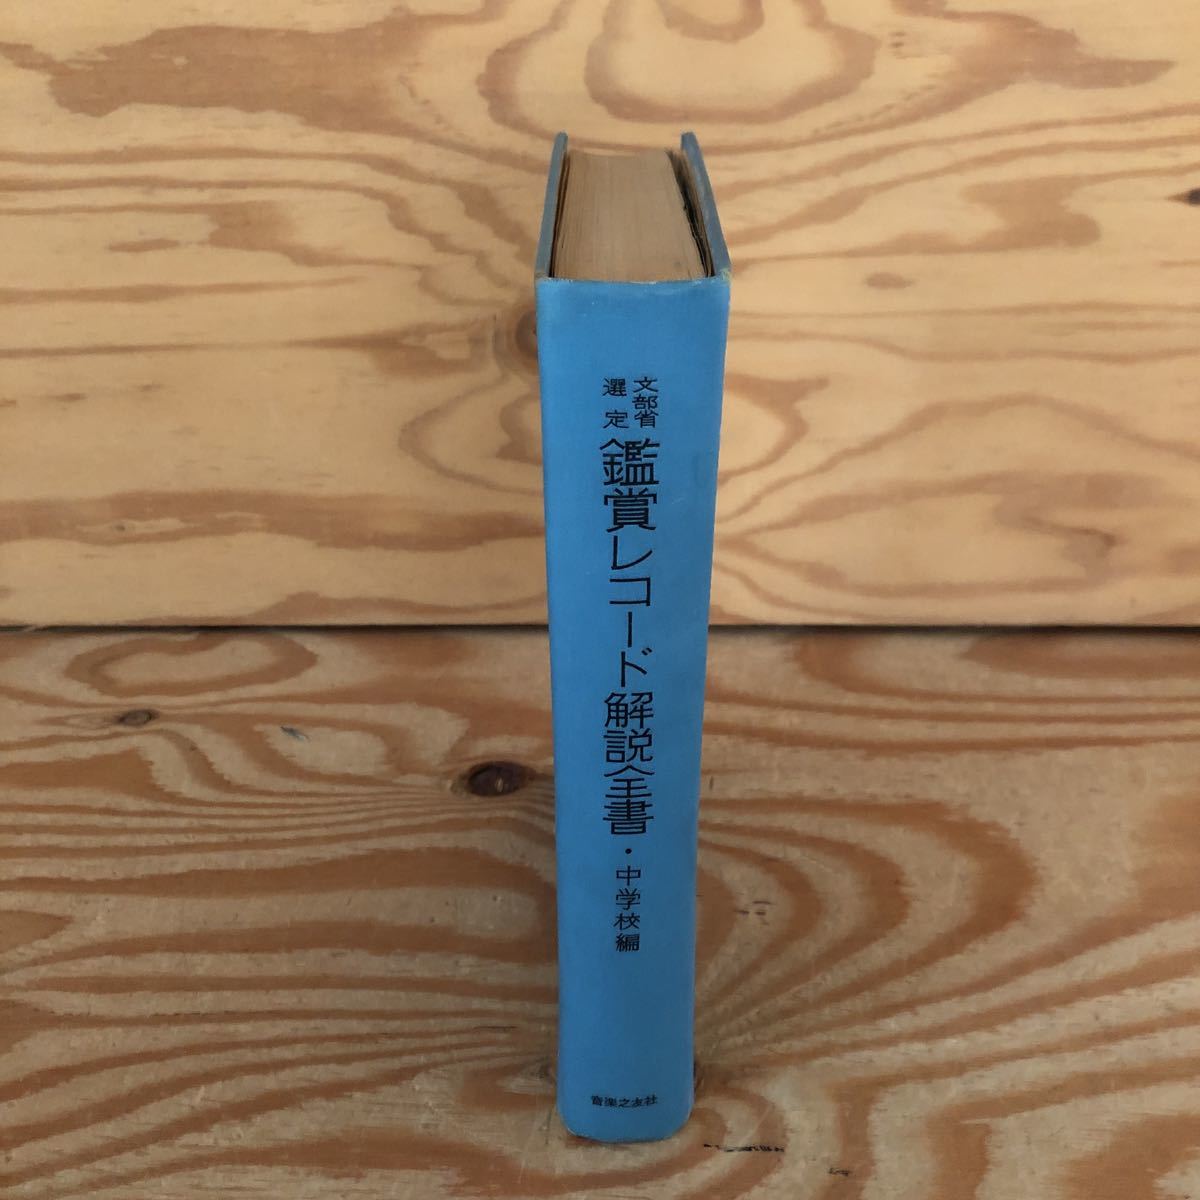 文部省
選定
鑑賞レコード解説全書・中学校編
音楽之友社